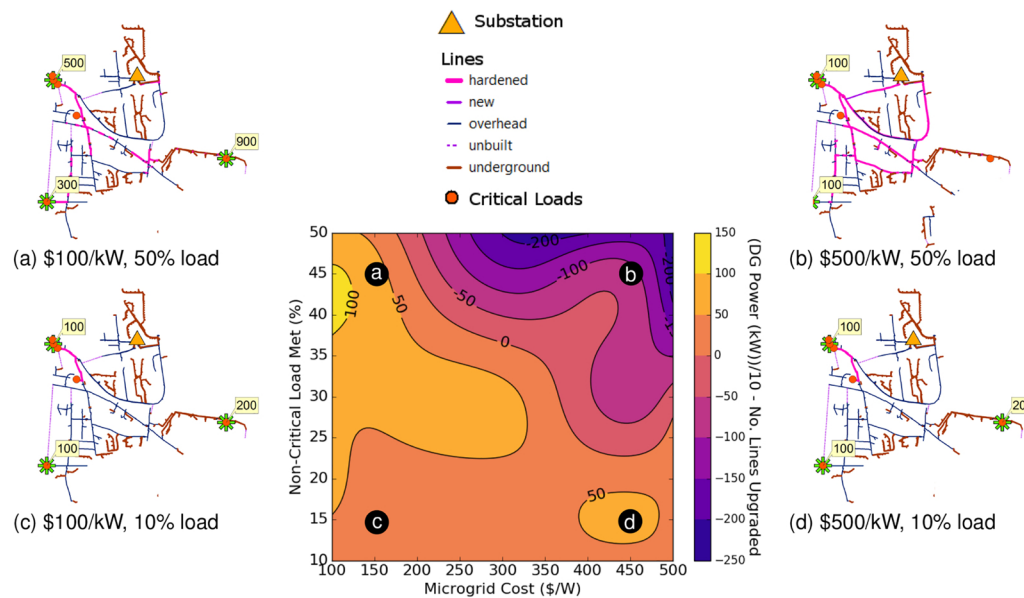 Substation
Lines
hardened
new
overhead
unbuilt
underground
Critical Loads
500
900
300
(a) $100/kW, 50% load
100
100
(b) $500/kW, 50% load
100
200
100
(c) $100/kW, 10% load
100
20
100
(d) $500/kW, 10% load
50
45
40
35
30
25
20
15
10
100 150 200 250 300 350 400 450 500
Microgrid Cost ($/W)
Non-Critical Load Met (%)
a
b
c
d
100
50
-50
0
-100
-200
-200
50
150
100
50
0
−50
−100
−150
−200
−250
(DG Power (kW))/10 - No. Lines Upgraded